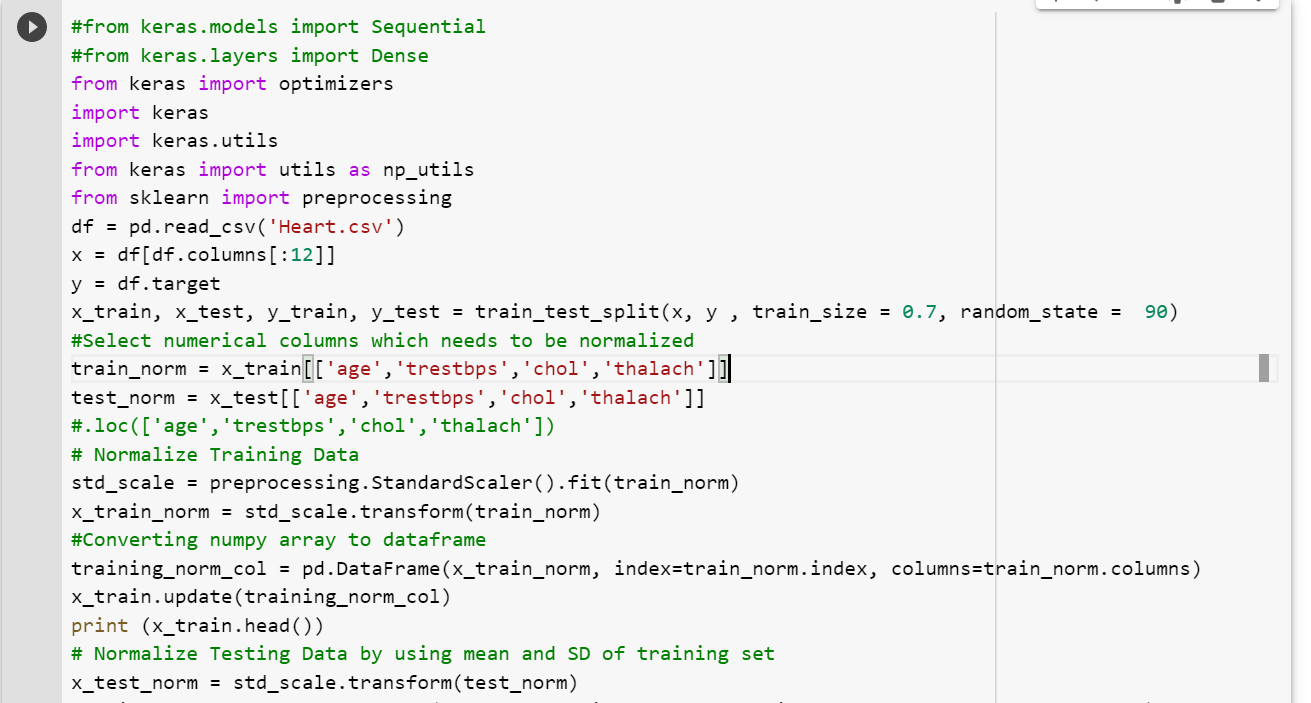 #from keras.models import Sequential
#from keras.layers import Dense
from keras import optimizers
import keras
import keras.utils
from keras import utils as np_utils
from sklearn import preprocessing
df = pd.read_csv('Heart.csv')
x = df[df.columns[:12]]
y = df.target
x_train, x_test, y_train, y_test = train_test_split(x, y , train_size = 0.7, random_state =  90)
#Select numerical columns which needs to be normalized
train_norm = x_train[['age','trestbps','chol','thalach']]
test_norm = x_test[['age','trestbps','chol','thalach']]
#.loc(['age','trestbps','chol','thalach'])
# Normalize Training Data
std_scale = preprocessing.StandardScaler().fit(train_norm)
x_train_norm = std_scale.transform(train_norm)
#Converting numpy array to dataframe
training_norm_col = pd.DataFrame(x_train_norm, index=train_norm.index, columns=train_norm.columns)
x_train.update(training_norm_col)
print (x_train.head())
# Normalize Testing Data by using mean and SD of training set
x_test_norm = std_scale.transform(test_norm)